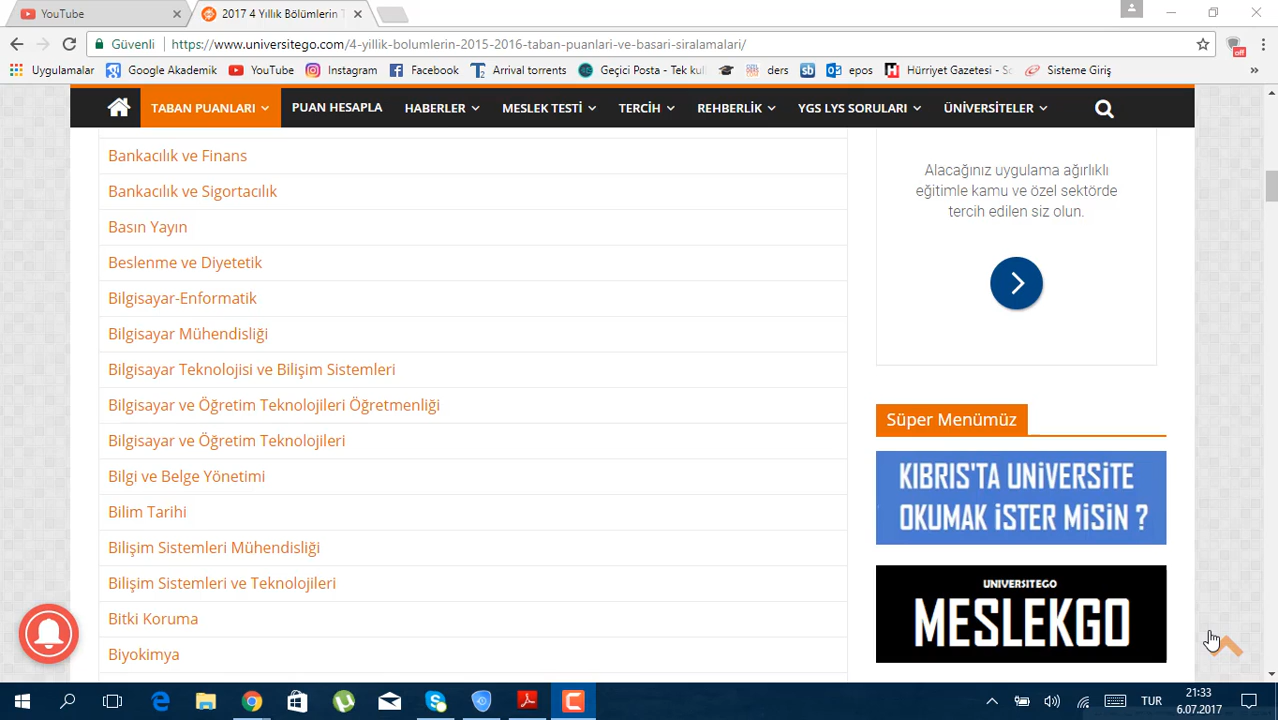 YouTube
2017 4 Yıllık Bölümlerin T
Güvenli
https://www.universitego.com/4-yillik-bolumlerin-2015-2016-taban-puanlari-ve-basari-siralamalari/
off
Uygulamalar
Google Akademik
YouTube
Instagram
Facebook
Arrival torrents
Geçici Posta - Tek kull
ders
sb
epos
H
Hürriyet Gazetesi - So
Sisteme Giriş
TABAN PUANLARI
PUAN HESAPLA
HABERLER
MESLEK TESTİ
TERCİH
REHBERLİK
YGS LYS SORULARI
ÜNİVERSİTELER
Bankacılık ve Finans
Bankacılık ve Sigortacılık
Basın Yayın
Beslenme ve Diyetetik
Bilgisayar-Enformatik
Bilgisayar Mühendisliği
Bilgisayar Teknolojisi ve Bilişim Sistemleri
Bilgisayar ve Öğretim Teknolojileri Öğretmenliği
Bilgisayar ve Öğretim Teknolojileri
Bilgi ve Belge Yönetimi
Bilim Tarihi
Bilişim Sistemleri Mühendisliği
Bilişim Sistemleri ve Teknolojileri
Bitki Koruma
Biyokimya
Alacağınız uygulama ağırlıklı
eğitimle kamu ve özel sektörde
tercih edilen siz olun.
Süper Menümüz
KIBRIS'TA UNİVERSİTE
OKUMAK İSTER MİSİN ?
UNIVERSITEGO
MESLEKGO
TUR
21:33
6.07.2017